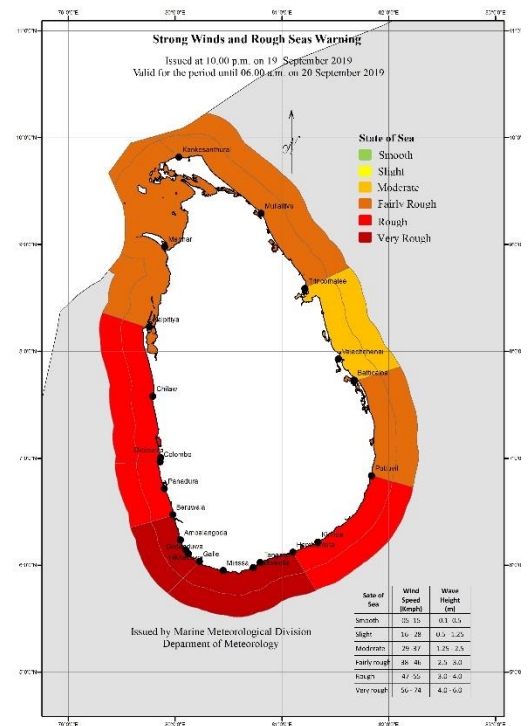 Strong Winds and Rough Seas Warning
Issued at 10.00 p.m. on 19 September 2019
Valid for the period until 06.00 a.m. on 20 September 2019
State of Sea
Smooth
Slight
Moderate
Fairly Rough
Rough
Very Rough
Kankesanthurai
Mullaitivu
Mannar
Trincomalee
Kalpitiya
Batticaloa
Chilaw
Colombo
Pottuvil
Panadura
Beruwala
Ambalangoda
Galle
Mirissa
Issued by Marine Meteorological Division
Deparment of Meteorology
Sate of Sea Wind Speed (Kmph) Wave Height (m)
Smooth 05-15 0.1-0.5
Slight 16-28 0.5-1.25
Moderate 29-37 1.25-2.5
Fairly rough 38-46 2.5-3.0
Rough 47-55 3.0-4.0
Very rough 56-74 4.0-6.0